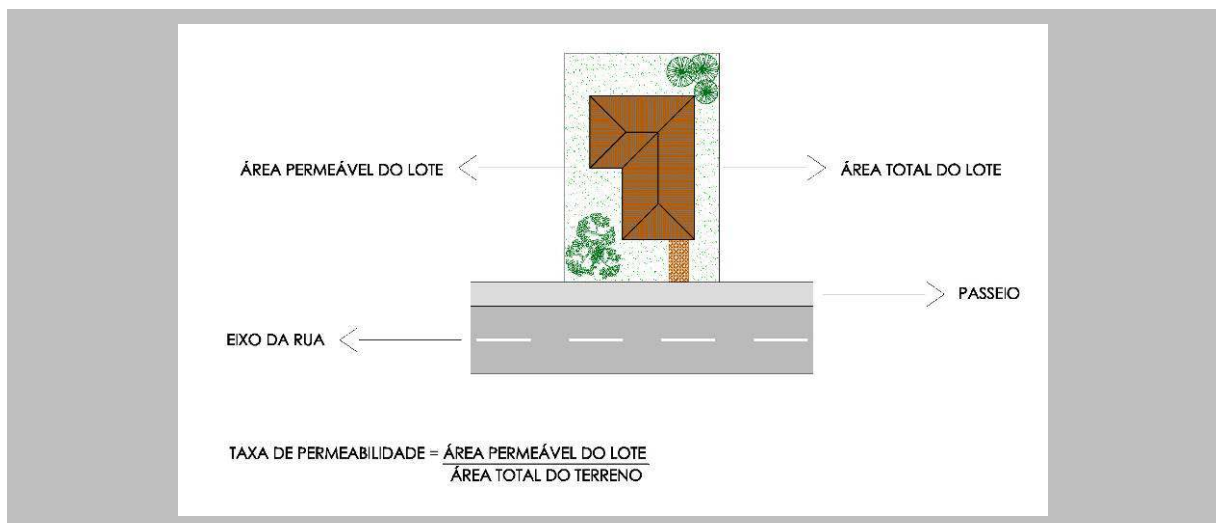 ÁREA PERMEÁVEL DO LOTE
ÁREA TOTAL DO LOTE
PASSEIO
EIXO DA RUA
TAXA DE PERMEABILIDADE = ÁREA PERMEÁVEL DO LOTE
ÁREA TOTAL DO TERRENO